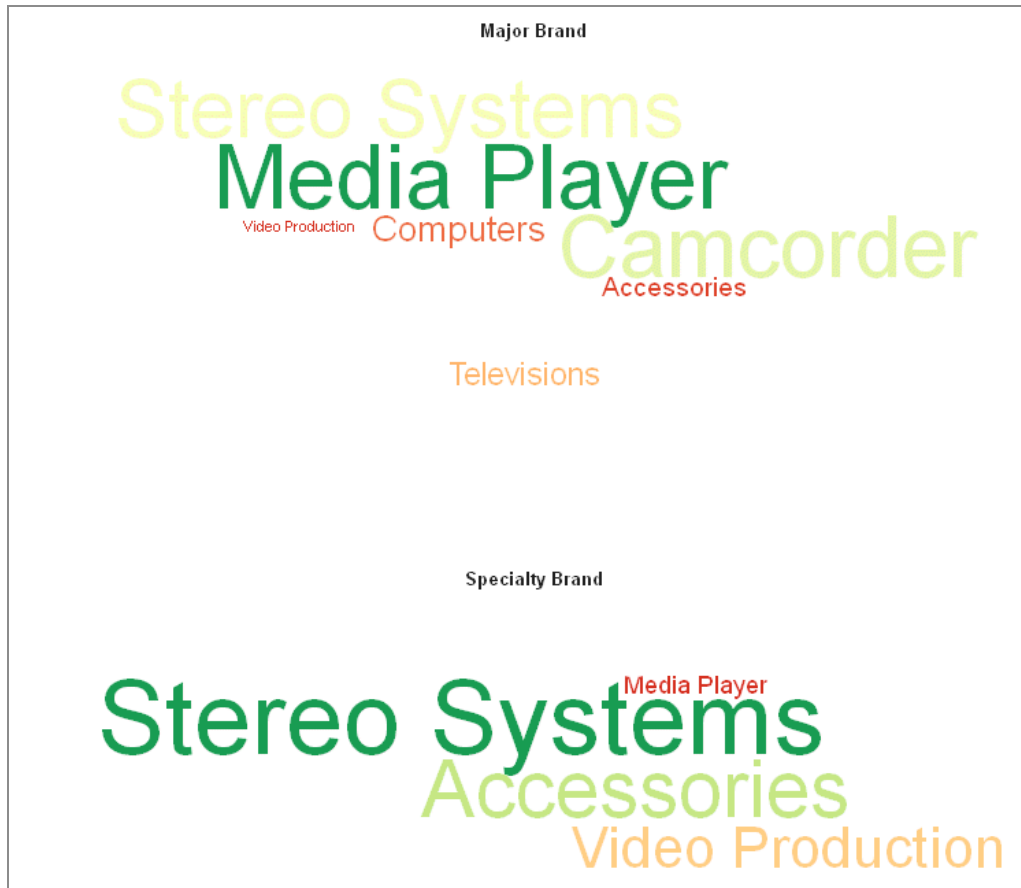 Major Brand
Stereo Systems
Media Player
Video Production
Computers
Camcorder
Accessories
Televisions
Specialty Brand
Media Player
Stereo Systems
Accessories
Video Production